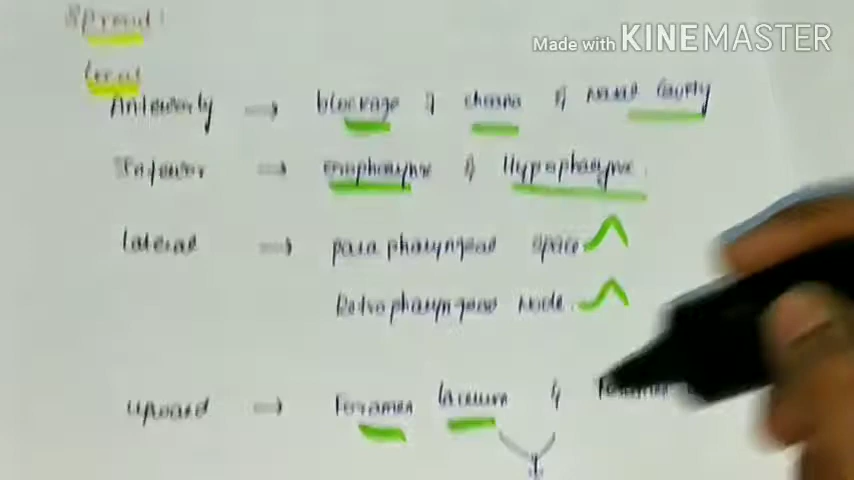 Spread:
Made with KINEMASTER
Local
Anteriorly → blockage of choana & nasal cavity
Inferior → oropharynx & Hypopharynx.
lateral → para pharyngeal space
Retropharyngeal node.
upward → Foramen lacerum & Foramen